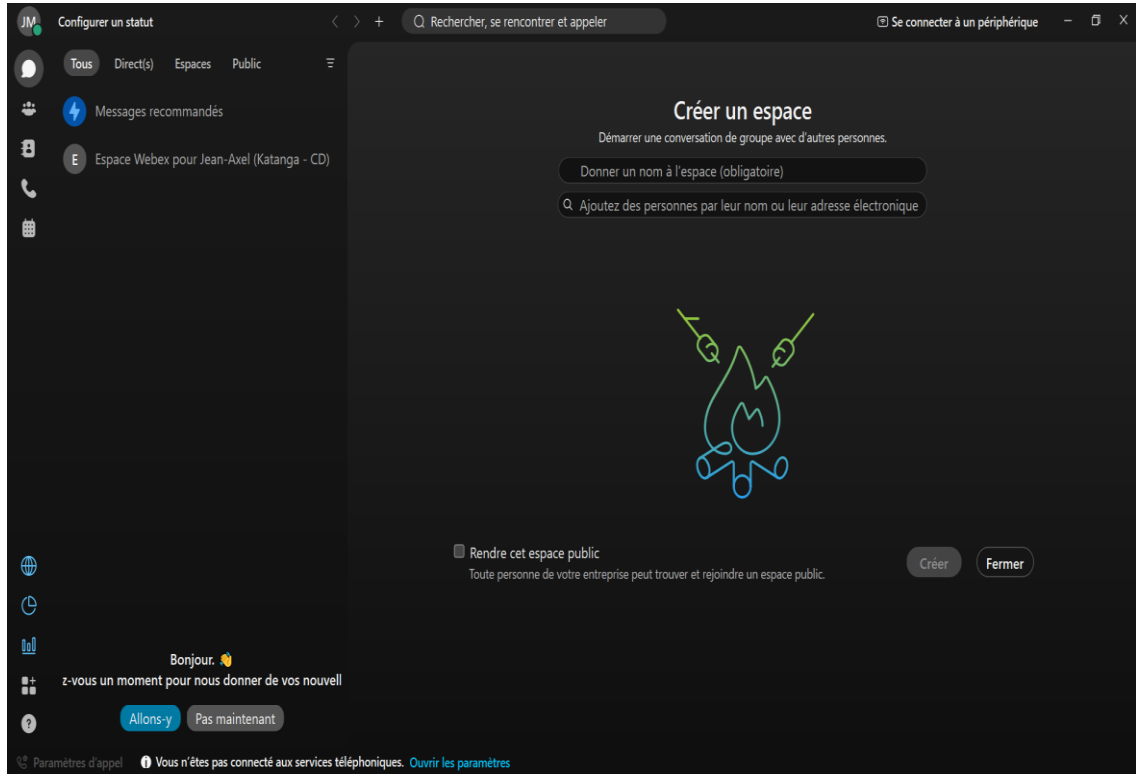 JM
Configurer un statut
Rechercher, se rencontrer et appeler
Se connecter à un périphérique
Tous Direct(s) Espaces Public
Messages recommandés
E Espace Webex pour Jean-Axel (Katanga - CD)
Créer un espace
Démarrer une conversation de groupe avec d'autres personnes.
Donner un nom à l'espace (obligatoire)
Ajoutez des personnes par leur nom ou leur adresse électronique
Rendre cet espace public
Toute personne de votre entreprise peut trouver et rejoindre un espace public.
Créer Fermer
Bonjour. 👋
z-vous un moment pour nous donner de vos nouvell
Allons-y Pas maintenant
Paramètres d'appel
Vous n'êtes pas connecté aux services téléphoniques. Ouvrir les paramètres